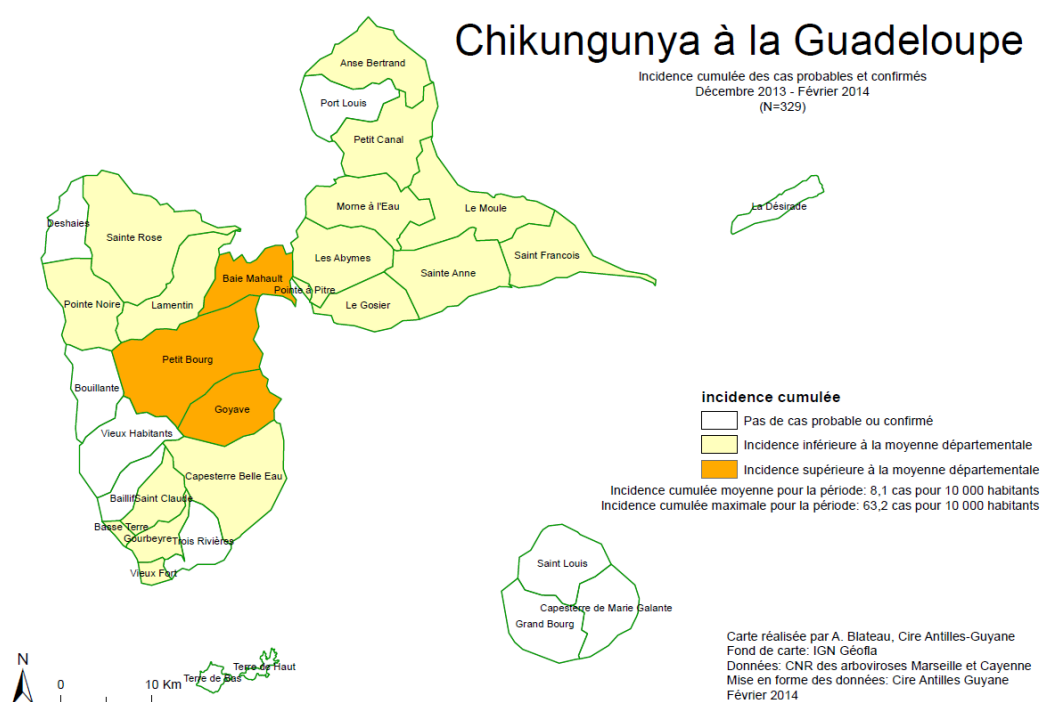 Chikungunya à la Guadeloupe
Incidence cumulée des cas probables et confirmés
Décembre 2013 - Février 2014
(N=329)
Anse Bertrand
Port Louis
Petit Canal
Morne à l'Eau
Le Moule
La Désirade
Deshaies
Sainte Rose
Les Abymes
Saint Francois
Sainte Anne
Baie Mahault
Pointe à Pitre
Pointe Noire
Lamentin
Le Gosier
Petit Bourg
Bouillante
Goyave
Vieux Habitants
Capesterre Belle Eau
Baillif
Saint Claude
Basse Terre
Gourbeyre
Trois Rivières
Vieux Fort
incidence cumulée
Pas de cas probable ou confirmé
Incidence inférieure à la moyenne départementale
Incidence supérieure à la moyenne départementale
Incidence cumulée moyenne pour la période: 8,1 cas pour 10 000 habitants
Incidence cumulée maximale pour la période: 63,2 cas pour 10 000 habitants
Saint Louis
Capesterre de Marie Galante
Grand Bourg
Terre de Haut
Terre de Bas
N
0 10 Km
Carte réalisée par A. Blateau, Cire Antilles-Guyane
Fond de carte: IGN Géofla
Données: CNR des arboviroses Marseille et Cayenne
Mise en forme des données: Cire Antilles Guyane
Février 2014